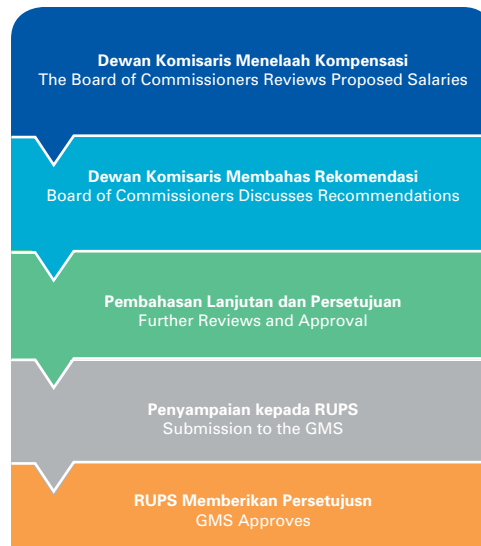 Dewan Komisaris Menelaah Kompensasi
The Board of Commissioners Reviews Proposed Salaries
Dewan Komisaris Membahas Rekomendasi
Board of Commissioners Discusses Recommendations
Pembahasan Lanjutan dan Persetujuan
Further Reviews and Approval
Penyampaian kepada RUPS
Submission to the GMS
RUPS Memberikan Persetujusn
GMS Approves